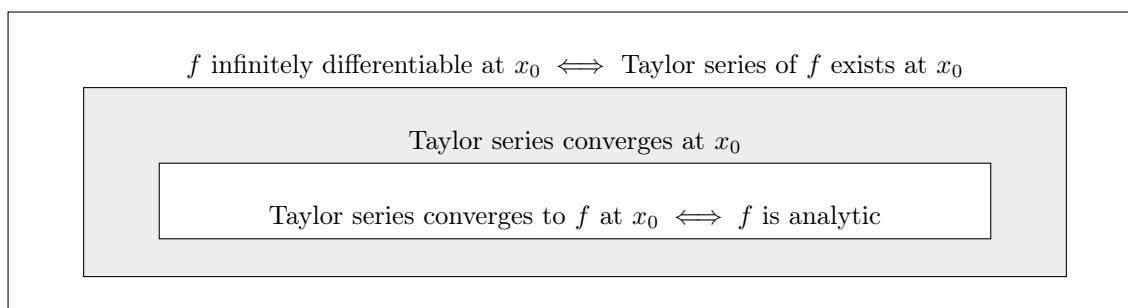 f infinitely differentiable at x₀ ⟺ Taylor series of f exists at x₀
Taylor series converges at x₀
Taylor series converges to f at x₀ ⟺ f is analytic